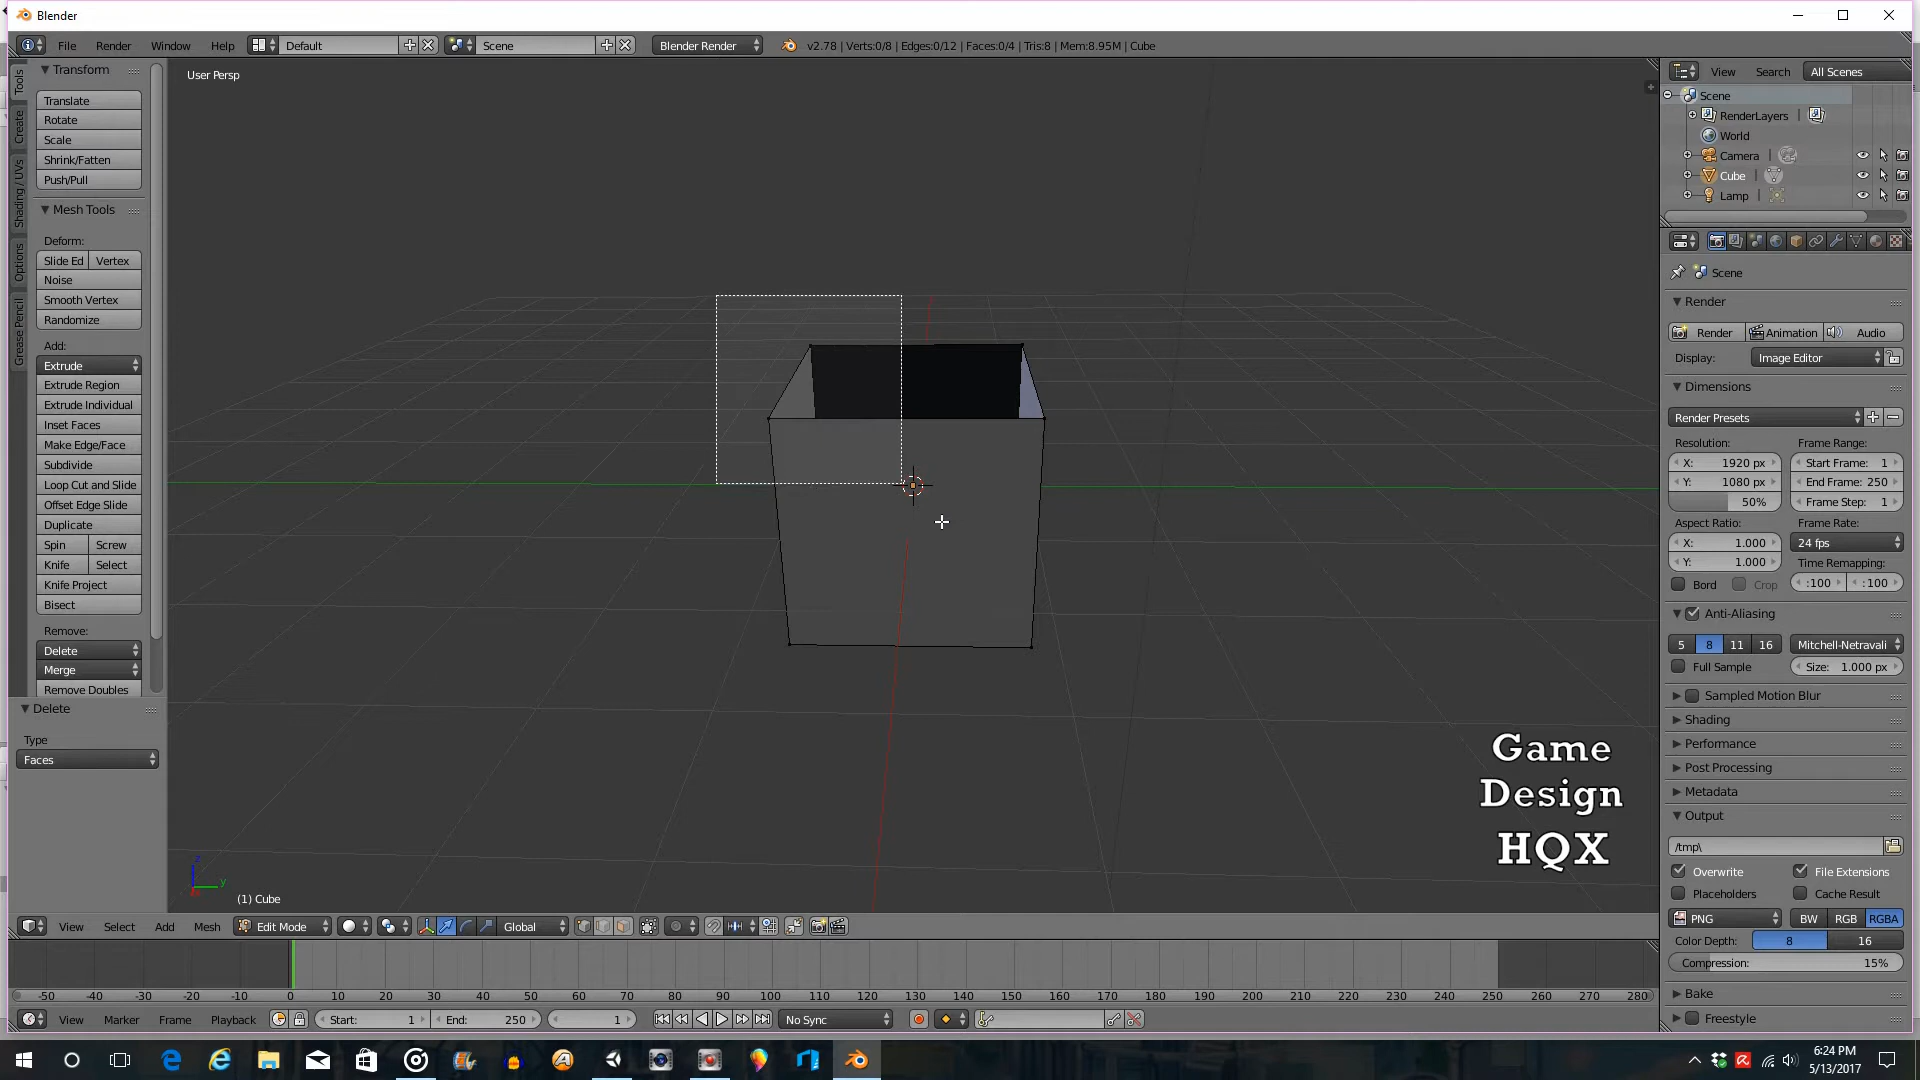 Blender
File Render Window Help Default Scene Blender Render v2.78 | Verts:0/8 | Edges:0/12 | Faces:0/4 | Tris:8 | Mem:8.95M | Cube
Tools
Create
Shading / UVs
Options
Grease Pencil
Transform
Translate
Rotate
Scale
Shrink/Fatten
Push/Pull
Mesh Tools
Deform:
Slide Ed Vertex
Noise
Smooth Vertex
Randomize
Add:
Extrude
Extrude Region
Extrude Individual
Inset Faces
Make Edge/Face
Subdivide
Loop Cut and Slide
Offset Edge Slide
Duplicate
Spin Screw
Knife Select
Knife Project
Bisect
Remove:
Delete
Merge
Remove Doubles
Delete
Type
Faces
User Persp
z
y
(1) Cube
Game
Design
HQX
View Select Add Mesh Edit Mode Global
View Search All Scenes
Scene
RenderLayers
World
Camera
Cube
Lamp
Scene
Render
Render Animation Audio
Display: Image Editor
Dimensions
Render Presets
Resolution: Frame Range:
X: 1920 px Start Frame: 1
Y: 1080 px End Frame: 250
50% Frame Step: 1
Aspect Ratio: Frame Rate:
X: 1.000 24 fps
Y: 1.000 Time Remapping:
Bord Crop :100 :100
Anti-Aliasing
5 8 11 16 Mitchell-Netravali
Full Sample Size: 1.000 px
Sampled Motion Blur
Shading
Performance
Post Processing
Metadata
Output
/tmp\
Overwrite File Extensions
Placeholders Cache Result
PNG BW RGB RGBA
Color Depth: 8 16
Compression: 15%
Bake
Freestyle
-50 -40 -30 -20 -10 0 10 20 30 40 50 60 70 80 90 100 110 120 130 140 150 160 170 180 190 200 210 220 230 240 250 260 270 280
View Marker Frame Playback Start: 1 End: 250 1 No Sync
6:24 PM
5/13/2017